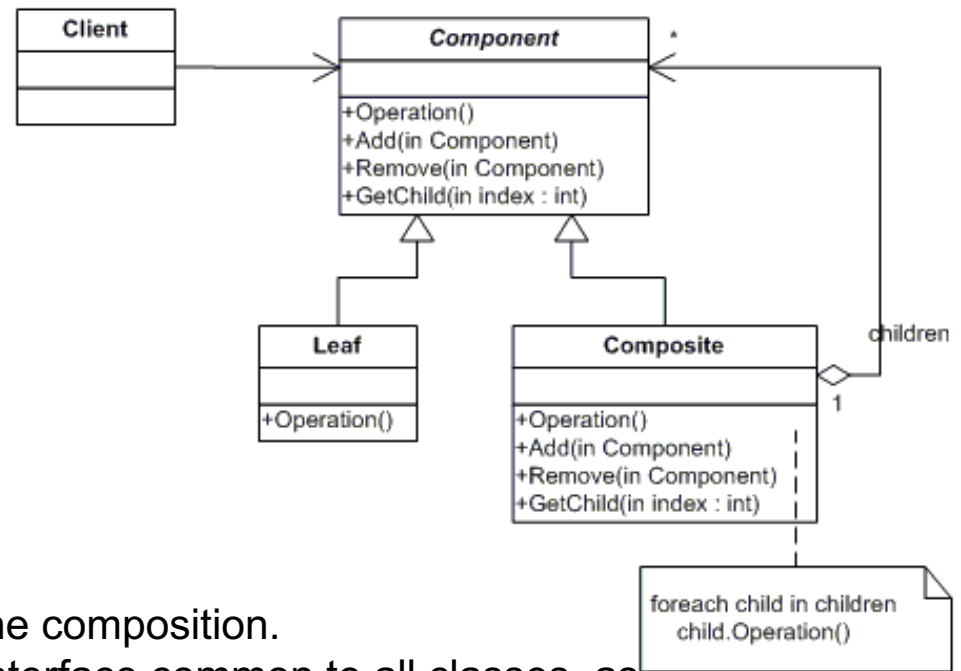 Client
Component
*
+Operation()
+Add(in Component)
+Remove(in Component)
+GetChild(in index : int)
children
Leaf
Composite
1
+Operation()
+Operation()
+Add(in Component)
+Remove(in Component)
+GetChild(in index : int)
foreach child in children
child.Operation()
composition.
common to all classes, as